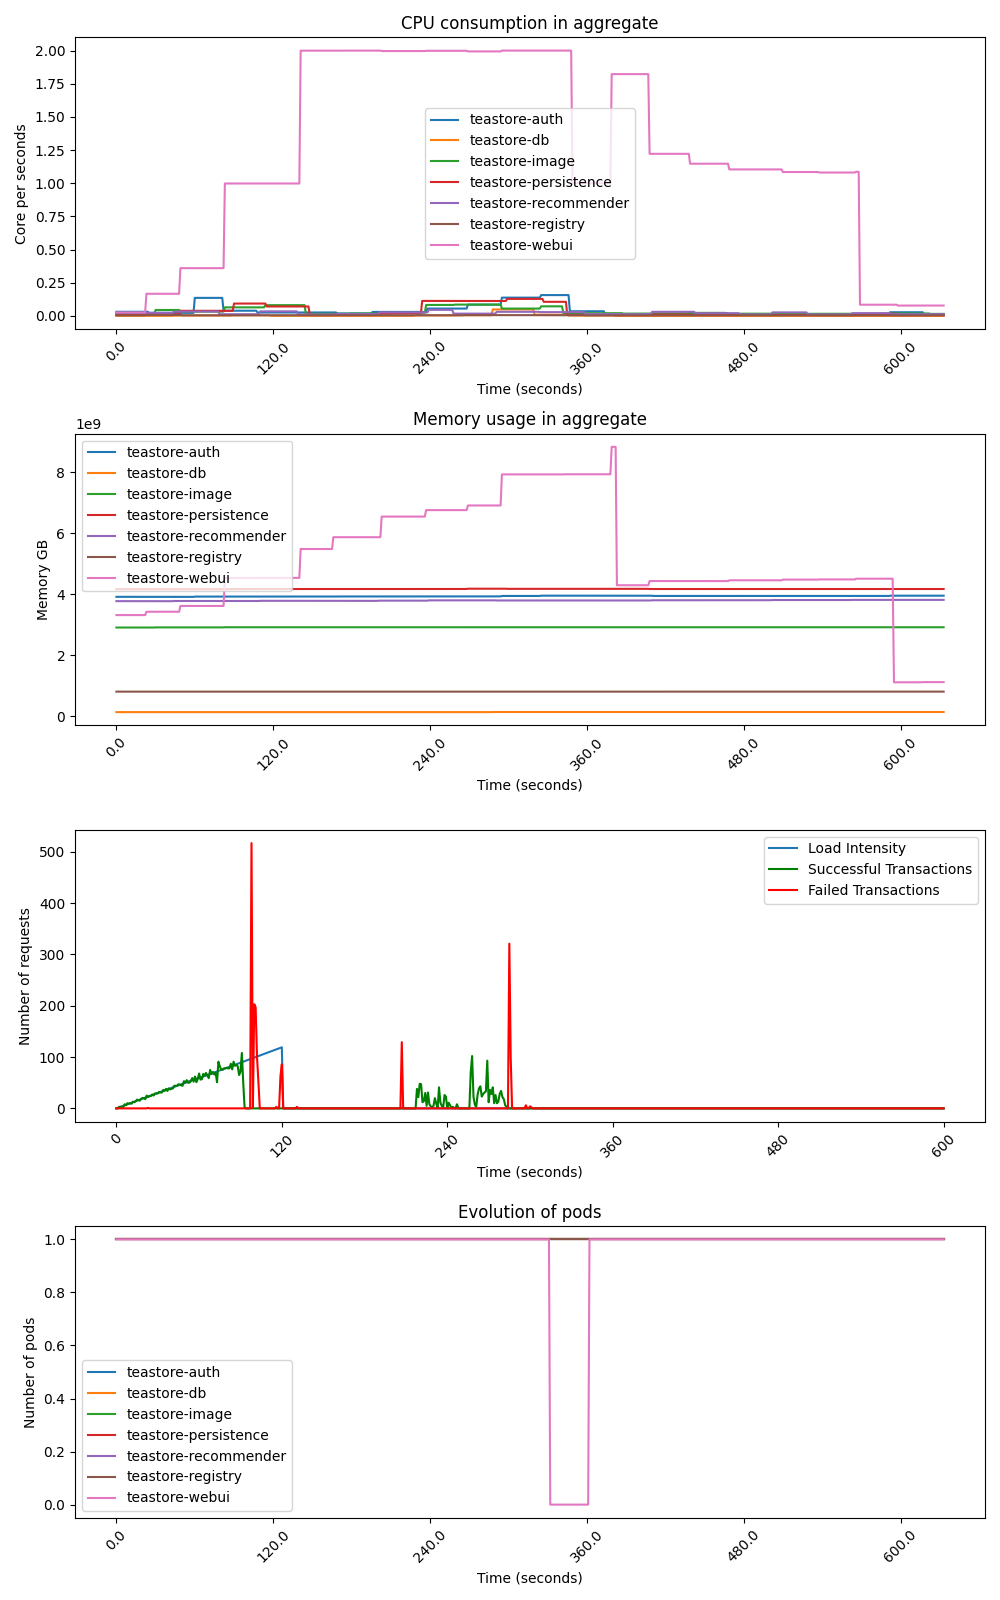 CPU consumption in aggregate
2.00
1.75
1.50
1.25
1.00
0.75
0.50
0.25
0.00
Core per seconds
teastore-auth
teastore-db
teastore-image
teastore-persistence
teastore-recommender
teastore-registry
teastore-webui
0.0
120.0
240.0
360.0
480.0
600.0
Time (seconds)
Memory usage in aggregate
1e9
8
6
4
2
0
Memory GB
teastore-auth
teastore-db
teastore-image
teastore-persistence
teastore-recommender
teastore-registry
teastore-webui
0.0
120.0
240.0
360.0
480.0
600.0
Time (seconds)
500
400
300
200
100
0
Number of requests
Load Intensity
Successful Transactions
Failed Transactions
0
120
240
360
480
600
Time (seconds)
Evolution of pods
1.0
0.8
0.6
0.4
0.2
0.0
Number of pods
teastore-auth
teastore-db
teastore-image
teastore-persistence
teastore-recommender
teastore-registry
teastore-webui
0.0
120.0
240.0
360.0
480.0
600.0
Time (seconds)